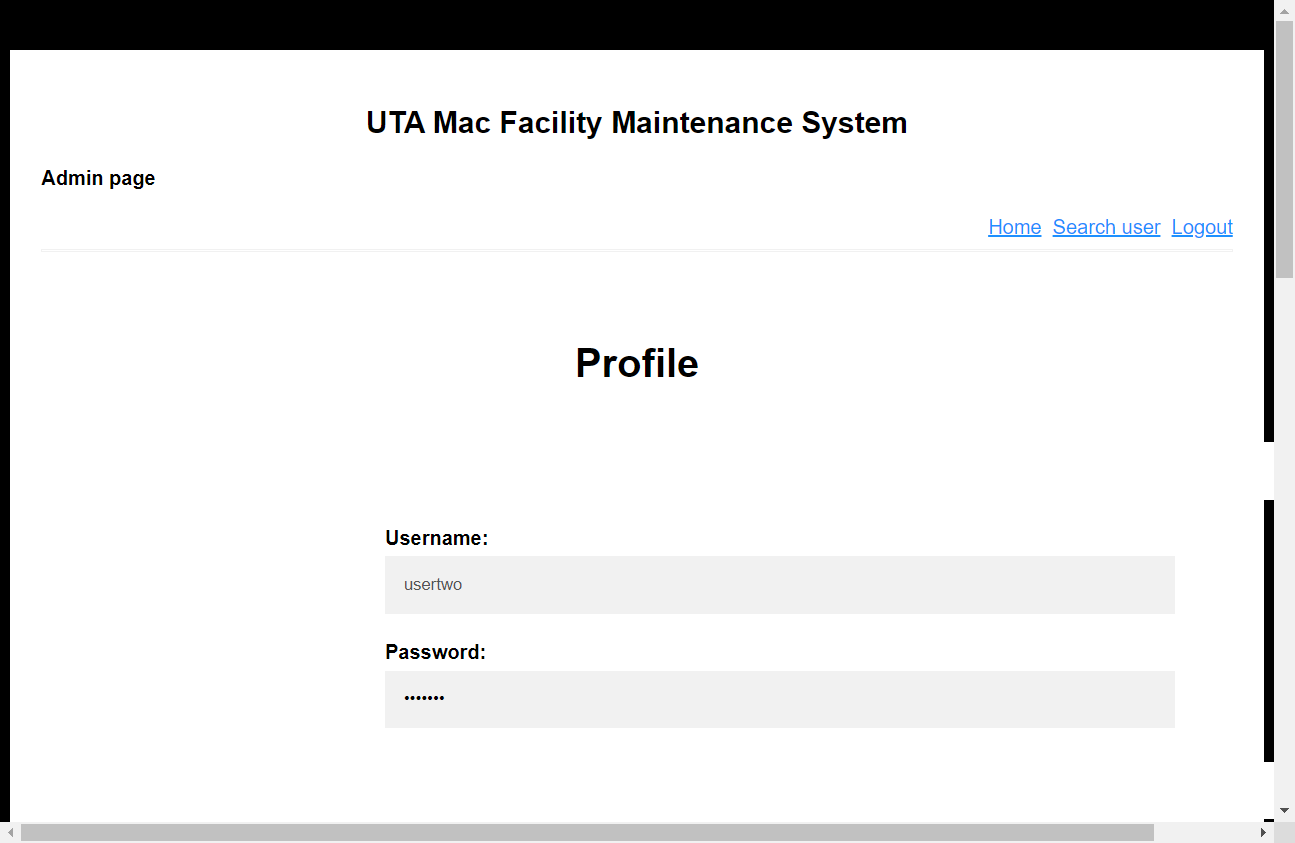 UTA Mac Facility Maintenance System
Admin page
Home Search user Logout
Profile
Username:
usertwo
Password:
•••••••